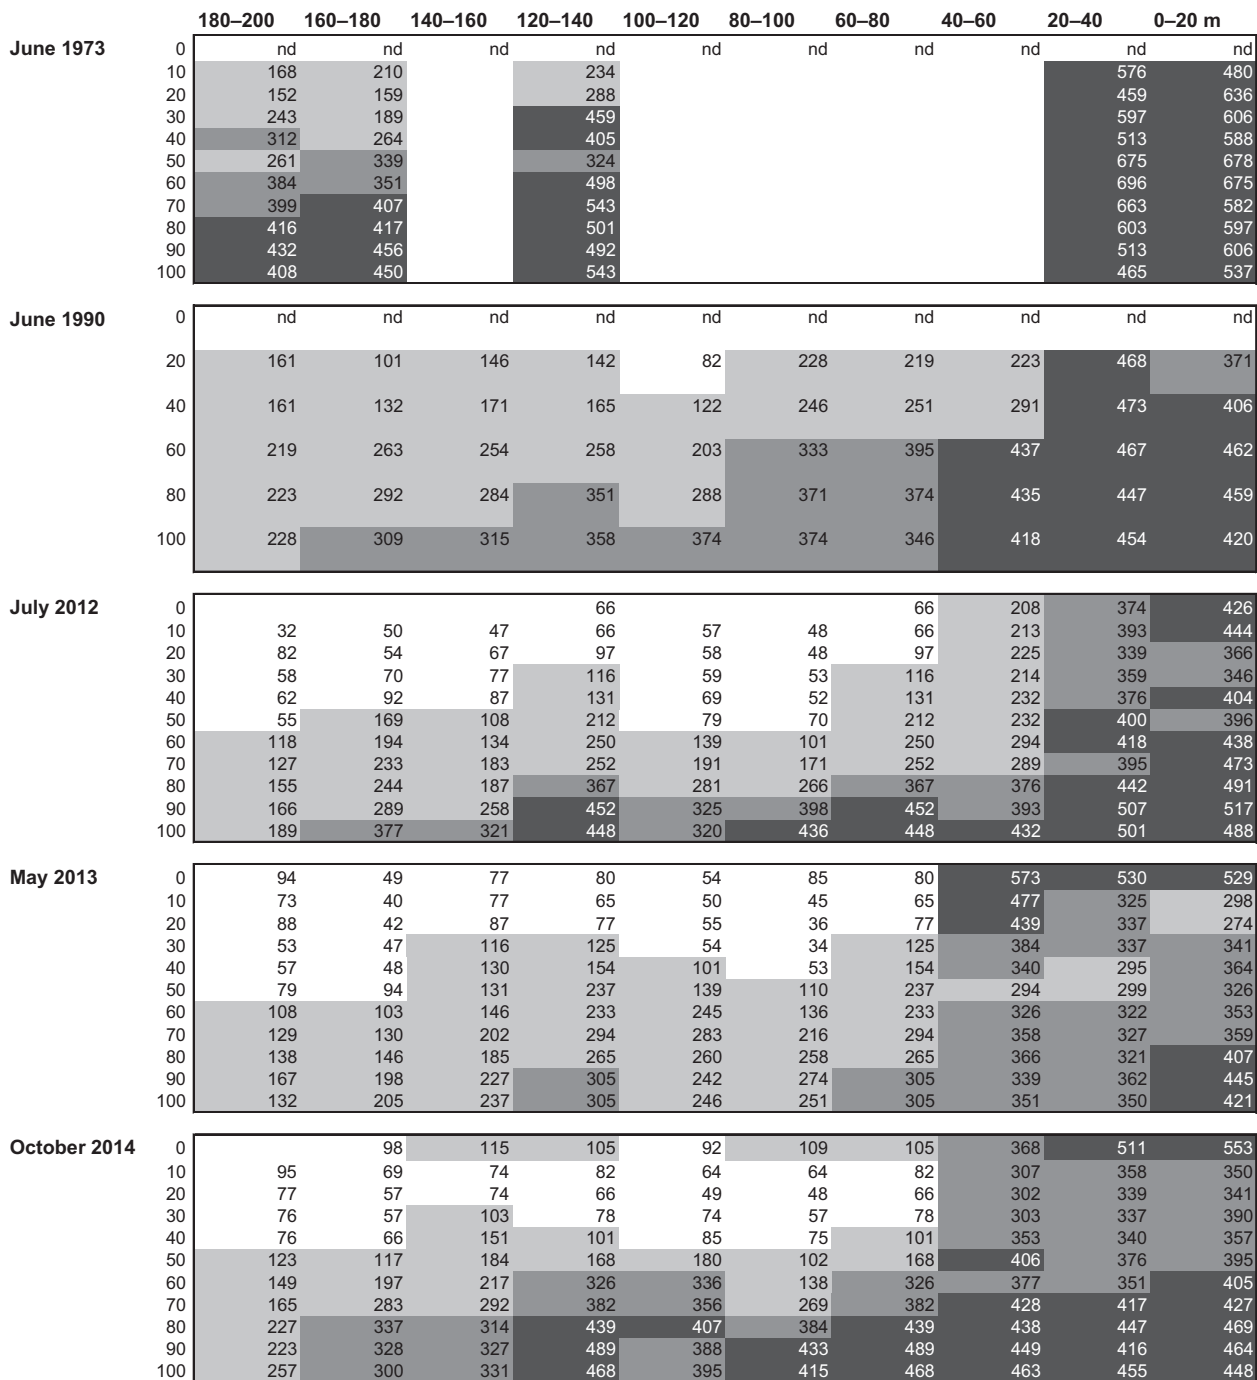 180–200 160–180 140–160 120–140 100–120 80–100 60–80 40–60 20–40 0–20 m
June 1973 0 nd nd nd nd nd nd nd nd nd nd
10 168 210 234 576 480
20 152 159 288 459 636
30 243 189 459 597 606
40 312 264 405 513 588
50 261 339 324 675 678
60 384 351 498 696 675
70 399 407 543 663 582
80 416 417 501 603 597
90 432 456 492 513 606
100 408 450 543 465 537
June 1990 0 nd nd nd nd nd nd nd nd nd nd
20 161 101 146 142 82 228 219 223 468 371
40 161 132 171 165 122 246 251 291 473 406
60 219 263 254 258 203 333 395 437 467 462
80 223 292 284 351 288 371 374 435 447 459
100 228 309 315 358 374 374 346 418 454 420
July 2012 0 66 66 208 374 426
10 32 50 47 66 57 48 66 213 393 444
20 82 54 67 97 58 48 97 225 339 366
30 58 70 77 116 59 53 116 214 359 346
40 62 92 87 131 69 52 131 232 376 404
50 55 169 108 212 79 70 212 232 400 396
60 118 194 134 250 139 101 250 294 418 438
70 127 233 183 252 191 171 252 289 395 473
80 155 244 187 367 281 266 367 376 442 491
90 166 289 258 452 325 398 452 393 507 517
100 189 377 321 448 320 436 448 432 501 488
May 2013 0 94 49 77 80 54 85 80 573 530 529
10 73 40 77 65 50 45 65 477 325 298
20 88 42 87 77 55 36 77 439 337 274
30 53 47 116 125 54 34 125 384 337 341
40 57 48 130 154 101 53 154 340 295 364
50 79 94 131 237 139 110 237 294 299 326
60 108 103 146 233 245 136 233 326 322 353
70 129 130 202 294 283 216 294 358 327 359
80 138 146 185 265 260 258 265 366 321 407
90 167 198 227 305 242 274 305 339 362 445
100 132 205 237 305 246 251 305 351 350 421
October 2014 0 98 115 105 92 109 105 368 511 553
10 95 69 74 82 64 64 82 307 358 350
20 77 57 74 66 49 48 66 302 339 341
30 76 57 103 78 74 57 78 303 337 390
40 76 66 151 101 85 75 101 353 340 357
50 123 117 184 168 180 102 168 406 376 395
60 149 197 217 326 336 138 326 377 351 405
70 165 283 292 382 356 269 382 428 417 427
80 227 337 314 439 407 384 439 438 447 469
90 223 328 327 489 388 433 489 449 416 464
100 257 300 331 468 395 415 468 463 455 448